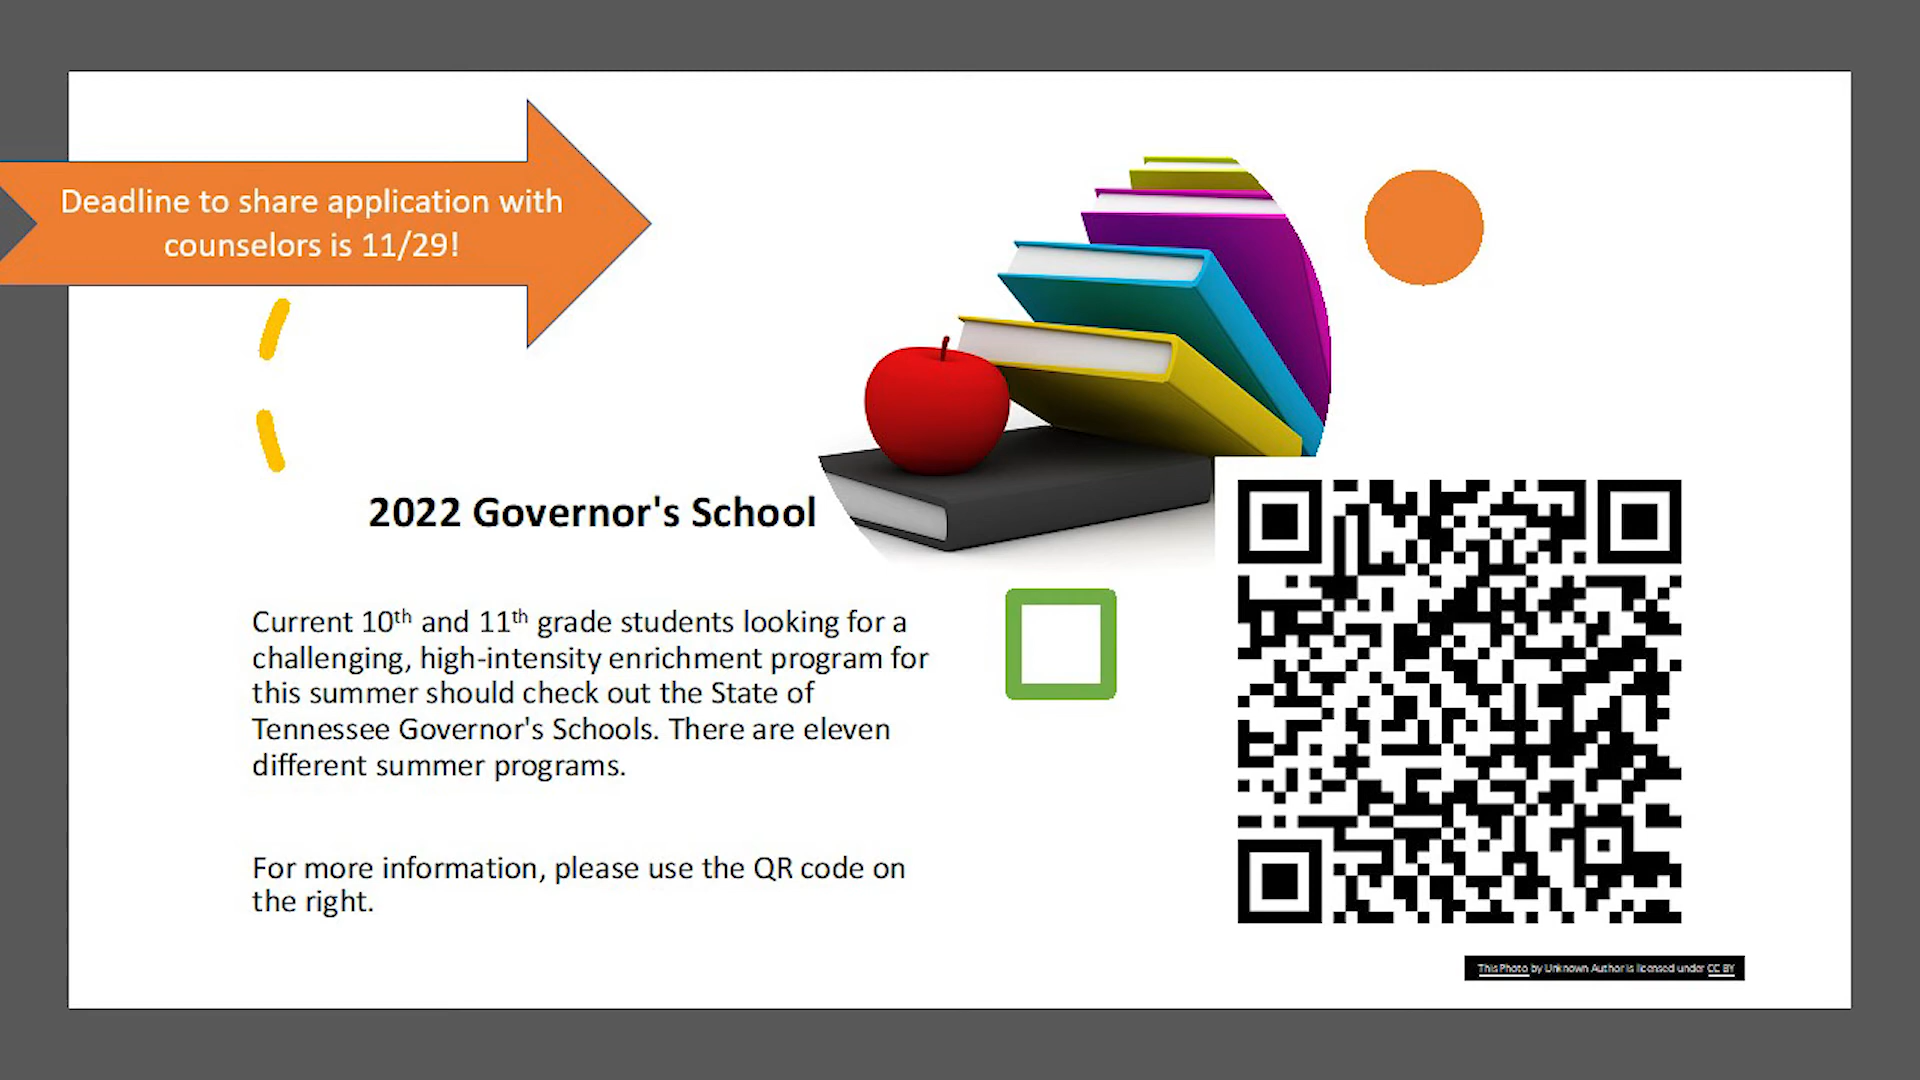 Deadline to share application with
counselors is 11/29!
2022 Governor's School
Current 10th and 11th grade students looking for a
challenging, high-intensity enrichment program for
this summer should check out the State of
Tennessee Governor's Schools. There are eleven
different summer programs.
For more information, please use the QR code on
the right.
This Photo by Unknown Author is licensed under CC BY